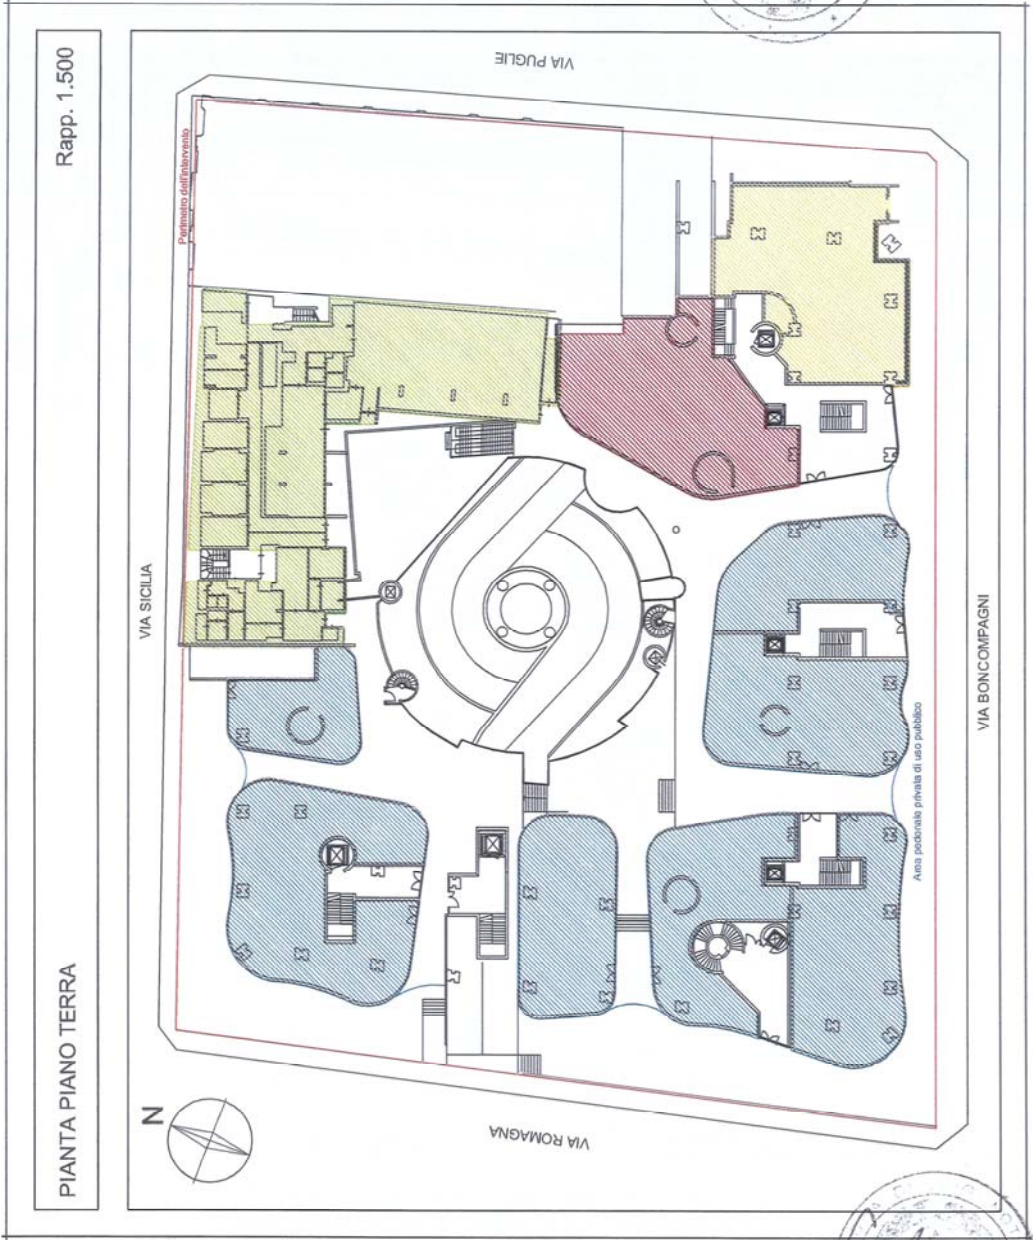 PIANTA PIANO TERRA
Rapp. 1.500
VIA PUGLIE
Perimetro dell'intervento
VIA SICILIA
VIA BONCOMPAGNI
Area pedonale privata di uso pubblico
VIA ROMAGNA
N